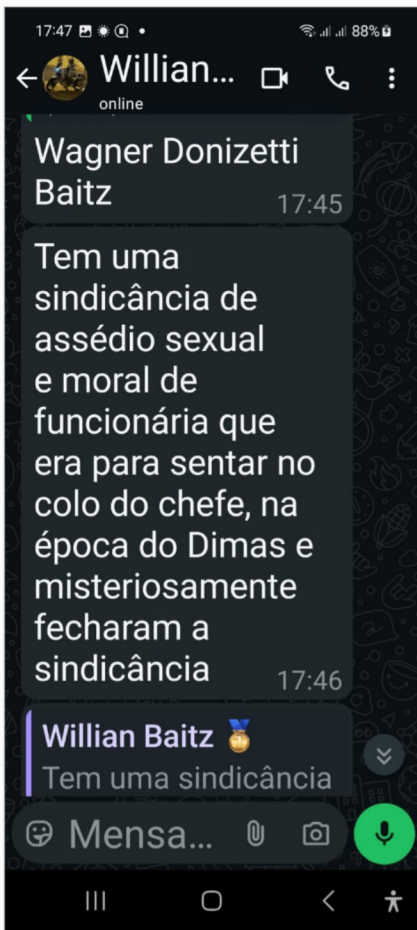 17:47 88%
Willian...
online
Wagner Donizetti
Baitz
17:45
Tem uma
sindicância de
assédio sexual
e moral de
funcionária que
era para sentar no
colo do chefe, na
época do Dimas e
misteriosamente
fecharam a
sindicância
17:46
Willian Baitz 🏅
Tem uma sindicância
Mensa...